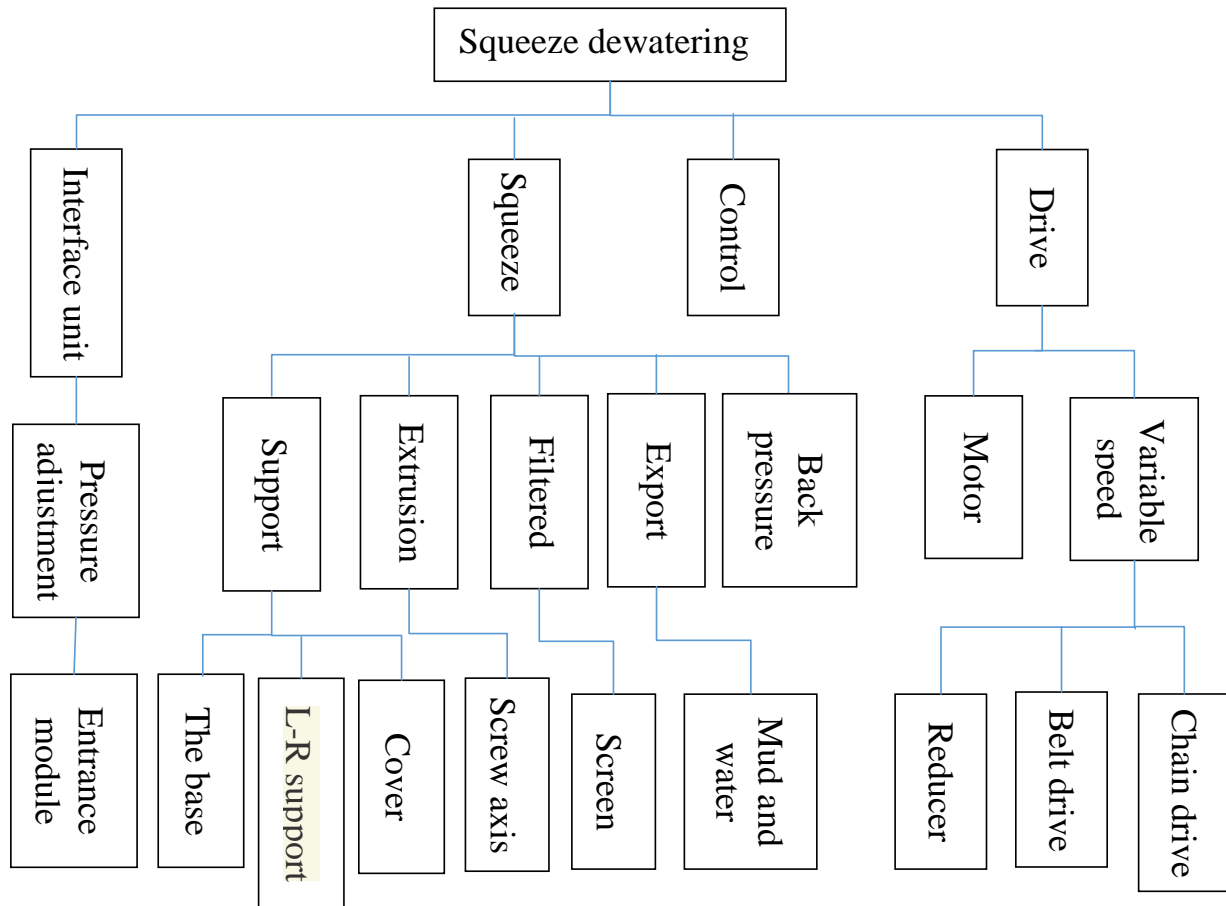 Squeeze dewatering
Interface unit
Squeeze
Control
Drive
Pressure
adiustment
Support
Extrusion
Filtered
Export
Back
pressure
Motor
Variable
speed
Entrance
module
The base
L-R support
Cover
Screw axis
Screen
Mud and
water
Reducer
Belt drive
Chain drive